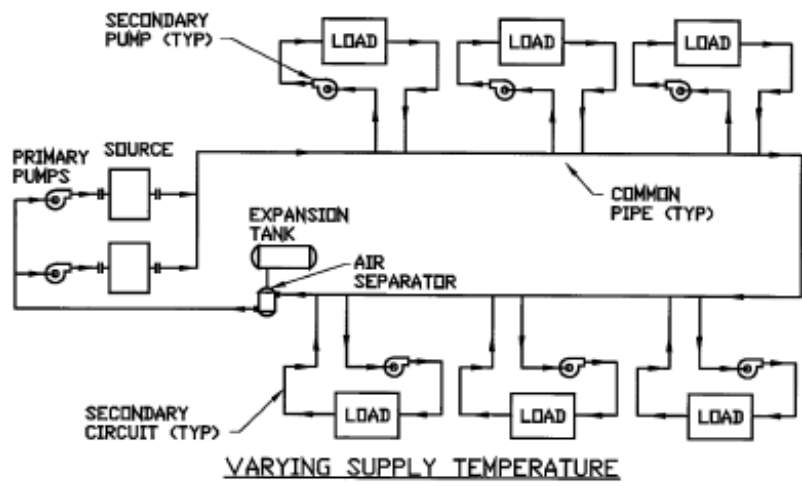 SECONDARY
PUMP (TYP)
LOAD
LOAD
LOAD
PRIMARY
PUMPS
SOURCE
COMMON
PIPE (TYP)
EXPANSION
TANK
AIR
SEPARATOR
SECONDARY
CIRCUIT (TYP)
LOAD
LOAD
LOAD
VARYING SUPPLY TEMPERATURE